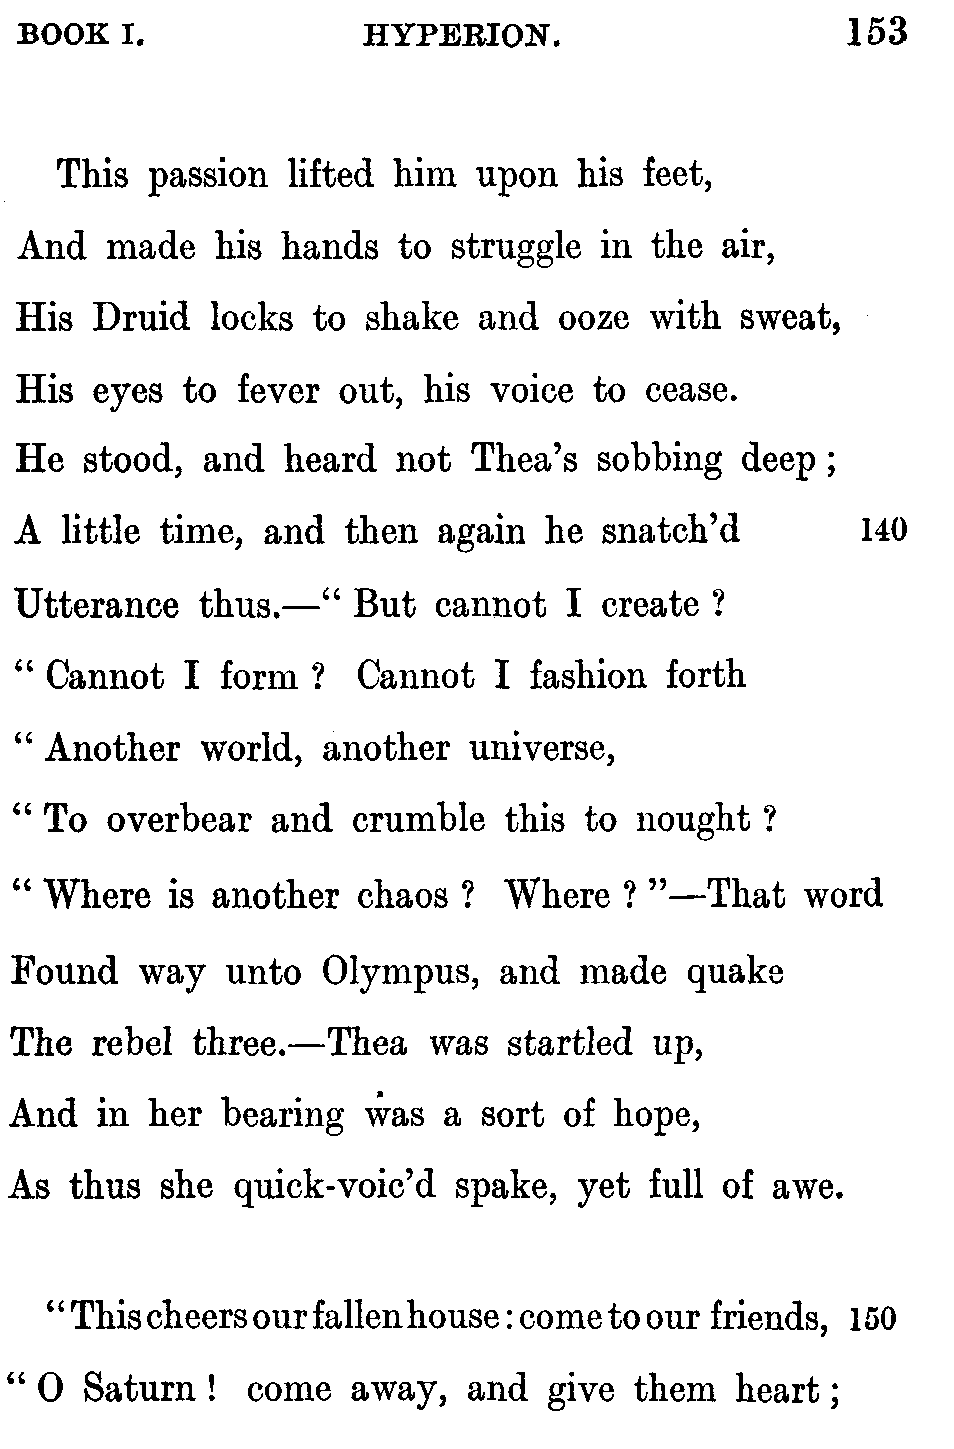 BOOK I. HYPERION. 153
This passion lifted him upon his feet,
And made his hands to struggle in the air,
His Druid locks to shake and ooze with sweat,
His eyes to fever out, his voice to cease.
He stood, and heard not Thea's sobbing deep ;
A little time, and then again he snatch'd 140
Utterance thus.—“ But cannot I create ?
“ Cannot I form ? Cannot I fashion forth
“ Another world, another universe,
“ To overbear and crumble this to nought ?
“ Where is another chaos ? Where ? ”—That word
Found way unto Olympus, and made quake
The rebel three.—Thea was startled up,
And in her bearing was a sort of hope,
As thus she quick-voic'd spake, yet full of awe.
“This cheers our fallen house : come to our friends, 150
“ O Saturn ! come away, and give them heart ;